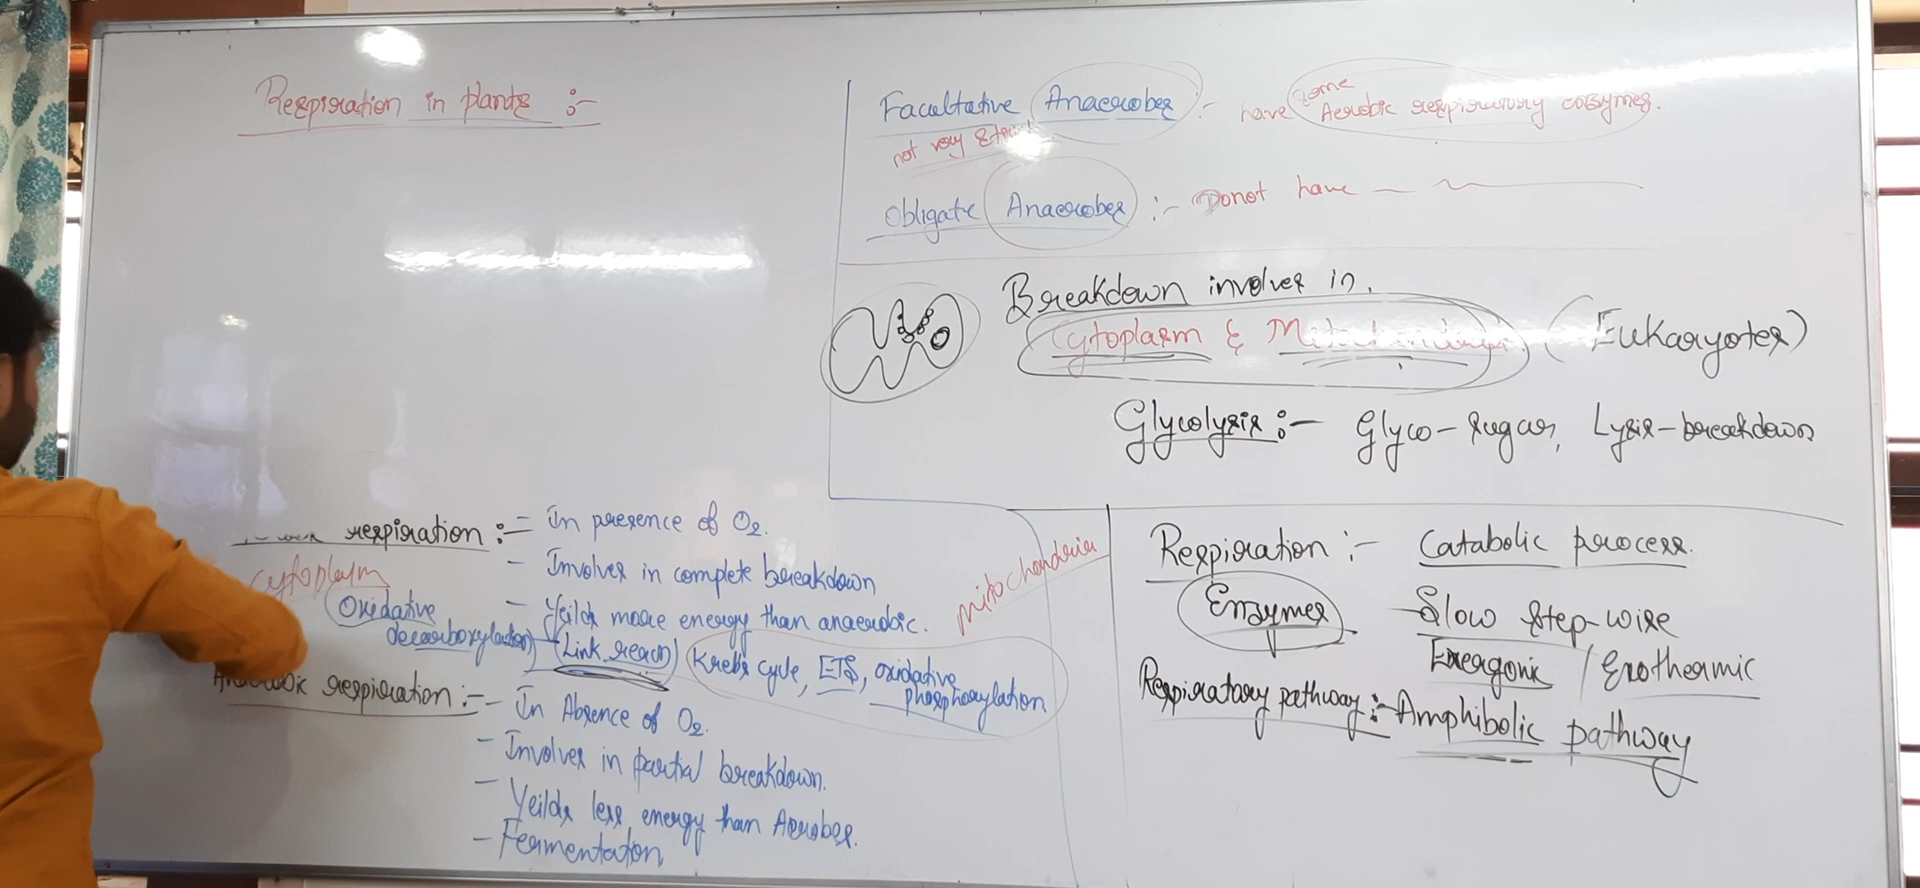 Respiration in plants :-
Facultative Anaerobes :- have some Aerobic respiratory enzymes.
not very
Obligate Anaerobes :- Donot have
Breakdown involves in.
Cytoplasm & Mitochondria (Eukaryotes)
Glycolysis :- Glyco - sugar, Lysis - breakdown
respiration :- - In presence of O2.
- Involves in complete breakdown
- Yeilds more energy than anaerobic.
Cytoplasm
Oxidative decarboxylation (Link reacn) Krebs cycle, ETS, oxidative phosphorylation
mitochondria
Anaerobic respiration :- - In Absence of O2.
- Involves in partial breakdown.
- Yeilds less energy than Aerobes.
- Fermentation
Respiration :- Catabolic process.
Enzymes - Slow step-wise
Exergonic / Exothermic
Respiratory pathway :- Amphibolic pathway